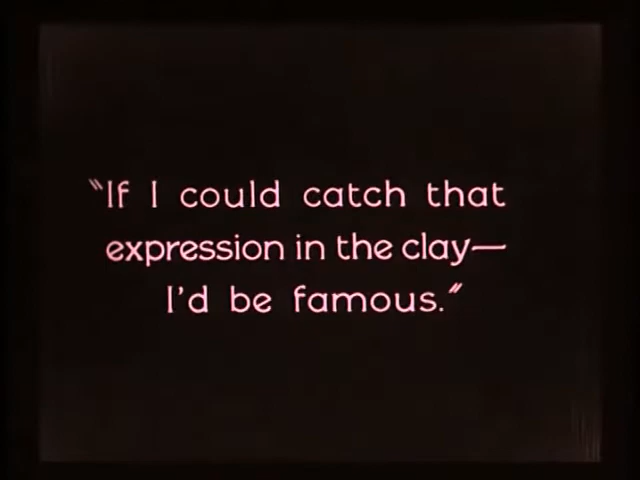 "If I could catch that
expression in the clay—
I'd be famous."